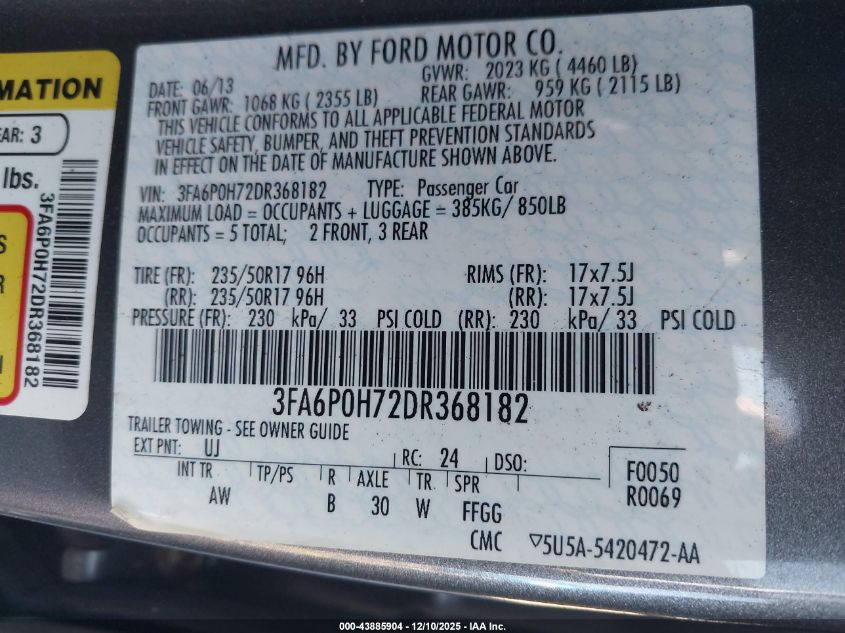 MFD. BY FORD MOTOR CO.
DATE: 06/13 GVWR: 2023 KG ( 4460 LB)
FRONT GAWR: 1068 KG ( 2355 LB) REAR GAWR: 959 KG ( 2115 LB)
THIS VEHICLE CONFORMS TO ALL APPLICABLE FEDERAL MOTOR
VEHICLE SAFETY, BUMPER, AND THEFT PREVENTION STANDARDS
IN EFFECT ON THE DATE OF MANUFACTURE SHOWN ABOVE.
VIN: 3FA6P0H72DR368182 TYPE: Passenger Car
MAXIMUM LOAD = OCCUPANTS + LUGGAGE = 385KG/ 850LB
OCCUPANTS = 5 TOTAL; 2 FRONT, 3 REAR
TIRE (FR): 235/50R17 96H RIMS (FR): 17x7.5J
(RR): 235/50R17 96H (RR): 17x7.5J
PRESSURE (FR): 230 kPa/ 33 PSI COLD (RR): 230 kPa/ 33 PSI COLD
3FA6P0H72DR368182
TRAILER TOWING - SEE OWNER GUIDE
EXT PNT: UJ RC: 24 DSO: F0050
INT TR TP/PS R AXLE TR SPR R0069
AW B 30 W FFGG
CMC ▽5U5A-5420472-AA
MATION
EAR: 3
lbs.
3FA6P0H72DR368182
S
R
000-43885904 - 12/10/2025 - IAA Inc.